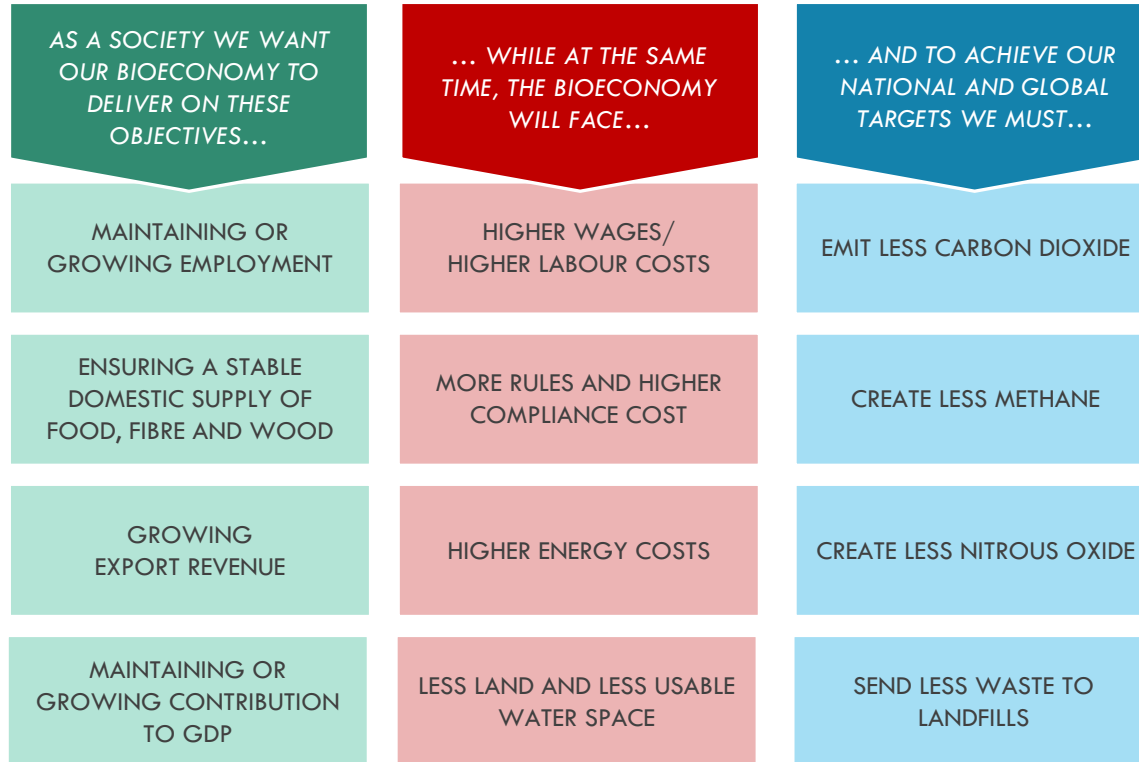 AS A SOCIETY WE WANT
OUR BIOECONOMY TO
DELIVER ON THESE
OBJECTIVES...
MAINTAINING OR
GROWING EMPLOYMENT
ENSURING A STABLE
DOMESTIC SUPPLY OF
FOOD, FIBRE AND WOOD
GROWING
EXPORT REVENUE
MAINTAINING OR
GROWING CONTRIBUTION
TO GDP
... WHILE AT THE SAME
TIME, THE BIOECONOMY
WILL FACE...
HIGHER WAGES/
HIGHER LABOUR COSTS
MORE RULES AND HIGHER
COMPLIANCE COST
HIGHER ENERGY COSTS
LESS LAND AND LESS USABLE
WATER SPACE
... AND TO ACHIEVE OUR
NATIONAL AND GLOBAL
TARGETS WE MUST...
EMIT LESS CARBON DIOXIDE
CREATE LESS METHANE
CREATE LESS NITROUS OXIDE
SEND LESS WASTE TO
LANDFILLS